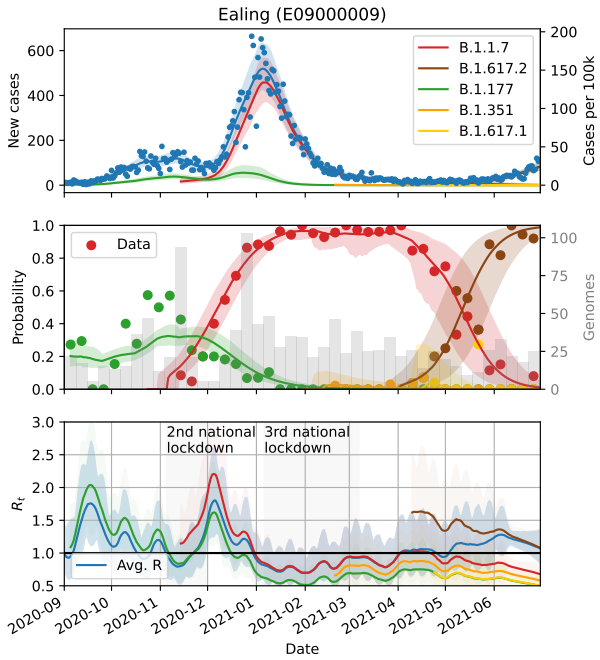 Ealing (E09000009)
New cases
600
400
200
0
200
150
100
50
0
Cases per 100k
B.1.1.7
B.1.617.2
B.1.177
B.1.351
B.1.617.1
Probability
1.0
0.8
0.6
0.4
0.2
0.0
Data
100
75
50
25
0
Genomes
R_t
3.0
2.5
2.0
1.5
1.0
0.5
2nd national
lockdown
3rd national
lockdown
Avg. R
2020-09
2020-10
2020-11
2020-12
2021-01
2021-02
2021-03
2021-04
2021-05
2021-06
Date